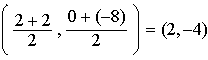 ( (2 + 2)/2 , (0 + (−8))/2 ) = (2, −4)